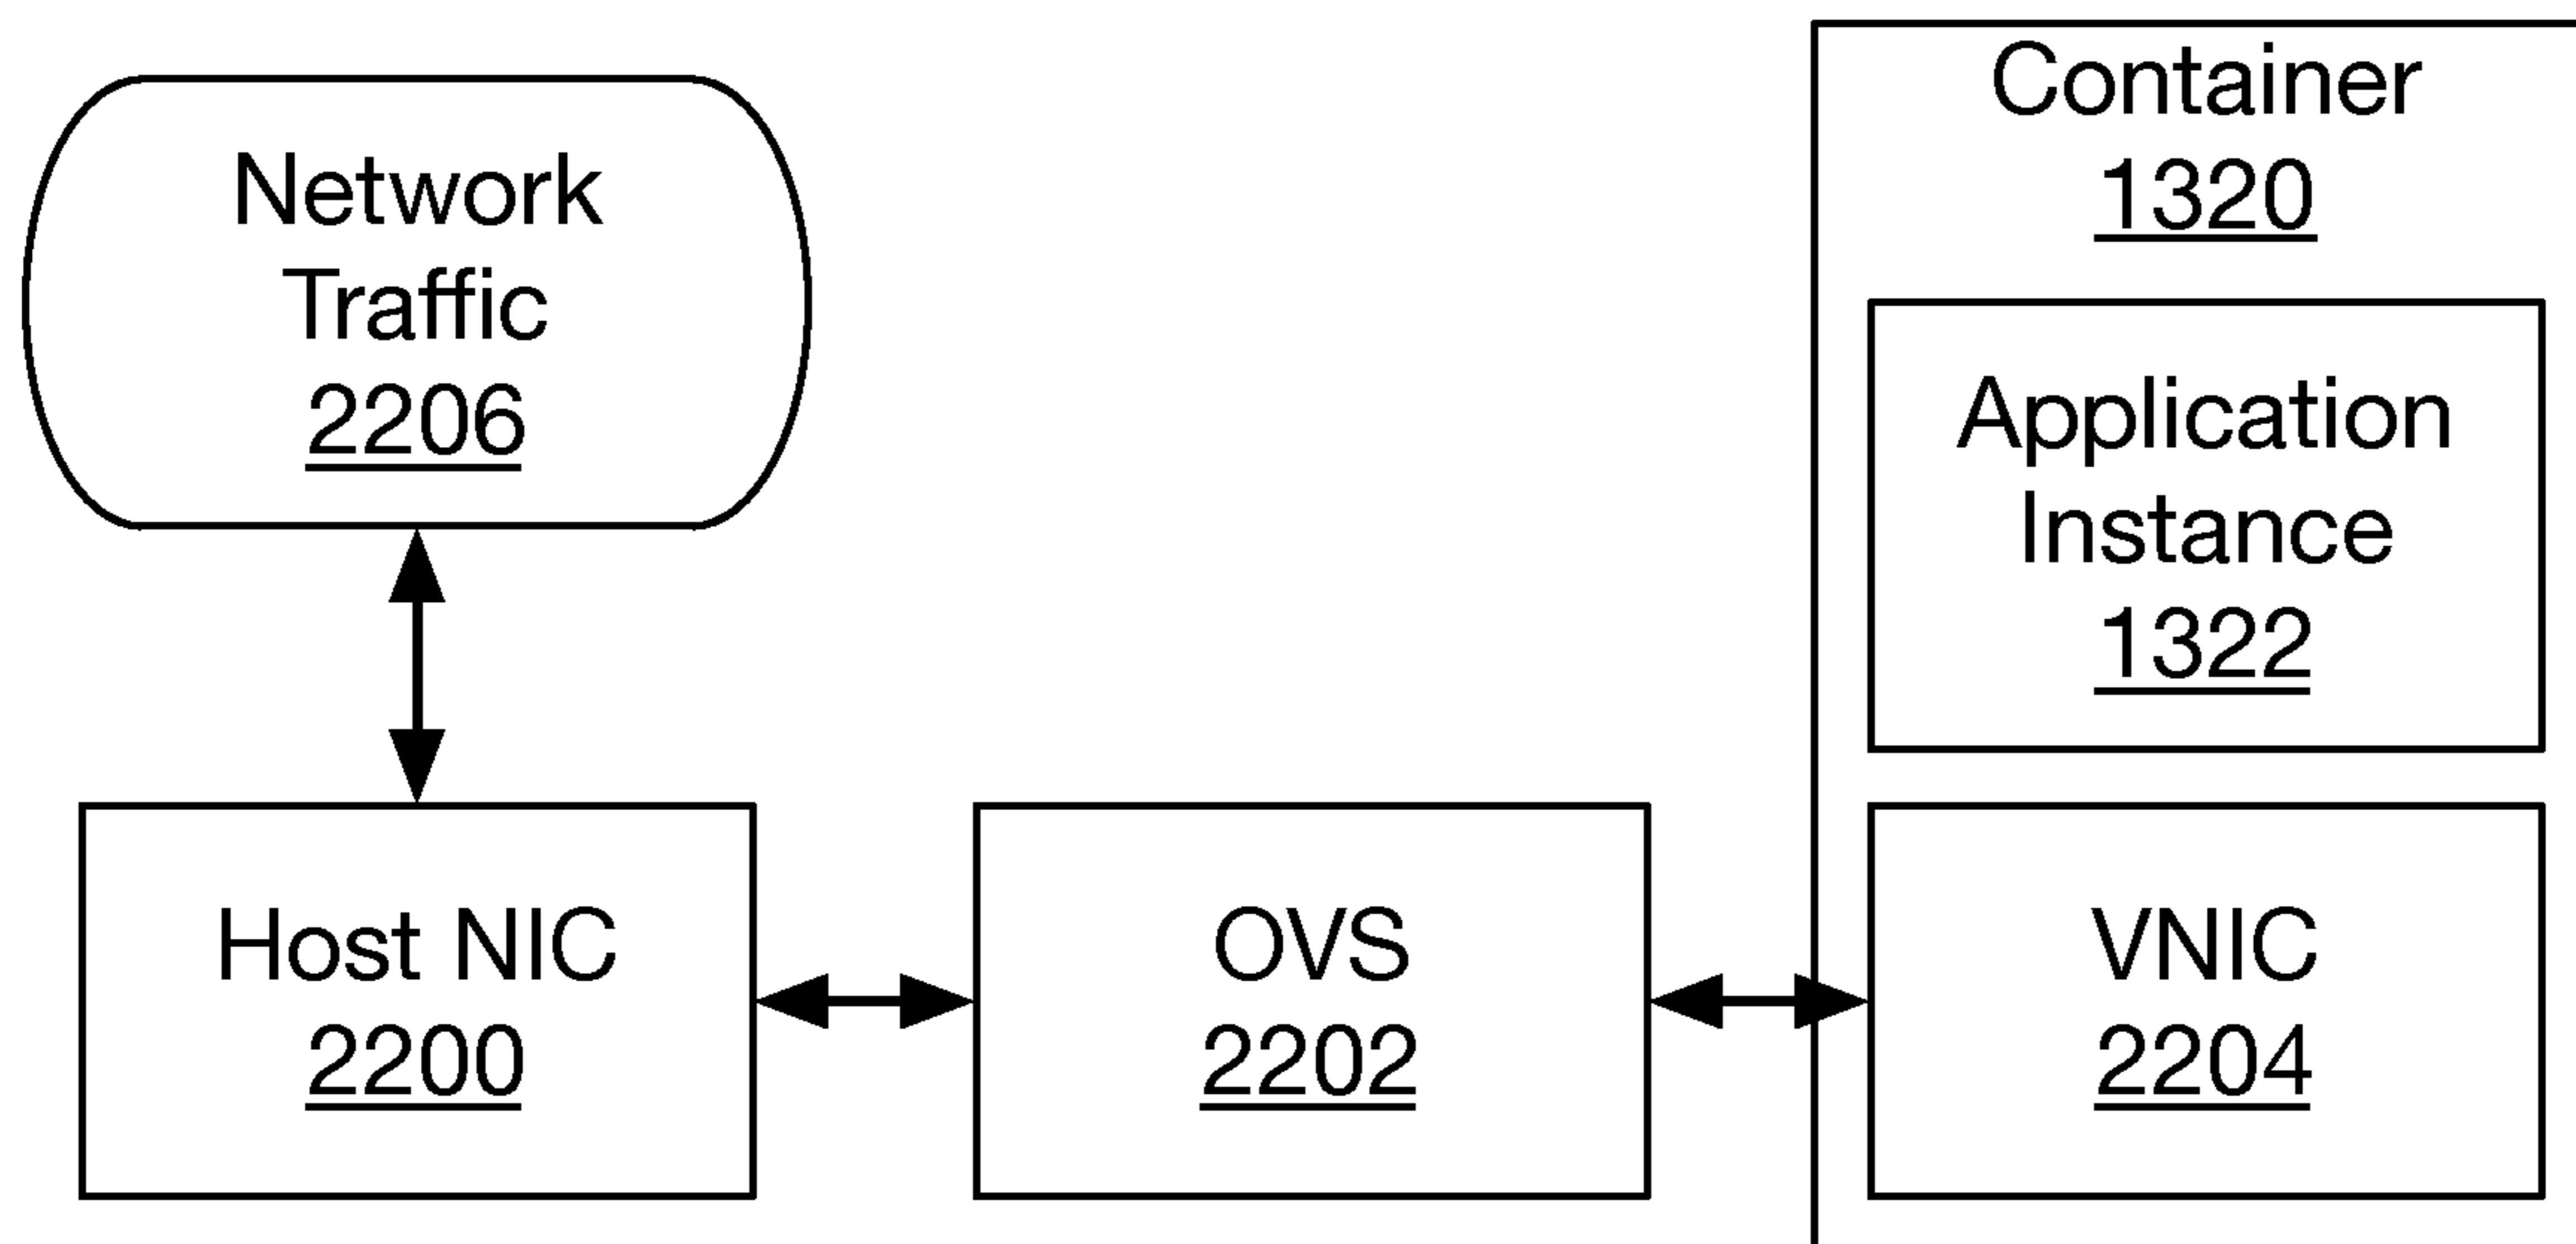 Network
Traffic
2206
Container
1320
Application
Instance
1322
Host NIC
2200
OVS
2202
VNIC
2204